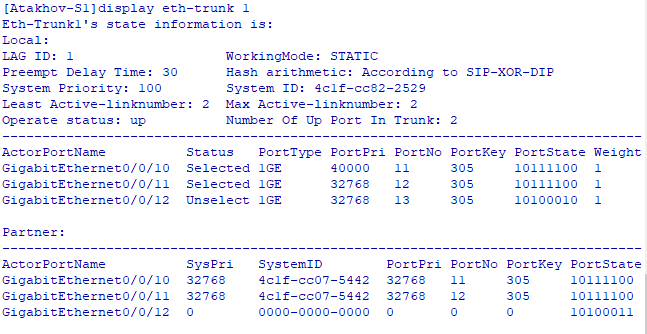 [Atakhov-S1]display eth-trunk 1
Eth-Trunk1's state information is:
Local:
LAG ID: 1 WorkingMode: STATIC
Preempt Delay Time: 30 Hash arithmetic: According to SIP-XOR-DIP
System Priority: 100 System ID: 4c1f-cc82-2529
Least Active-linknumber: 2 Max Active-linknumber: 2
Operate status: up Number Of Up Port In Trunk: 2
--------------------------------------------------------------------------------
ActorPortName Status PortType PortPri PortNo PortKey PortState Weight
GigabitEthernet0/0/10 Selected 1GE 40000 11 305 10111100 1
GigabitEthernet0/0/11 Selected 1GE 32768 12 305 10111100 1
GigabitEthernet0/0/12 Unselect 1GE 32768 13 305 10100010 1
Partner:
--------------------------------------------------------------------------------
ActorPortName SysPri SystemID PortPri PortNo PortKey PortState
GigabitEthernet0/0/10 32768 4c1f-cc07-5442 32768 11 305 10111100
GigabitEthernet0/0/11 32768 4c1f-cc07-5442 32768 12 305 10111100
GigabitEthernet0/0/12 0 0000-0000-0000 0 0 0 10100011